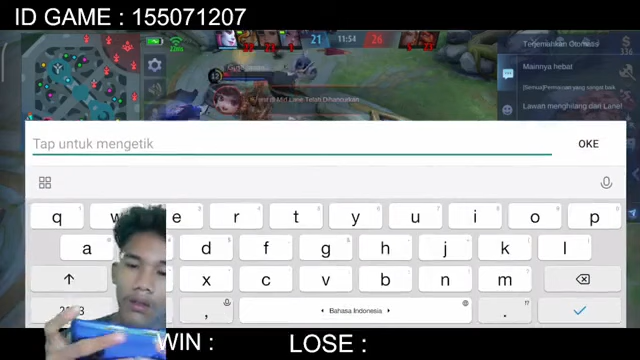 ID GAME : 155071207
21 11:54 26
Terjemahkan Otomatis
Mainnya hebat
Lawan menghilang dari Lane!
Tap untuk mengetik
OKE
q w e r t y u i o p
a d f g h j k l
x c v b n m
, Bahasa Indonesia .
WIN :
LOSE :